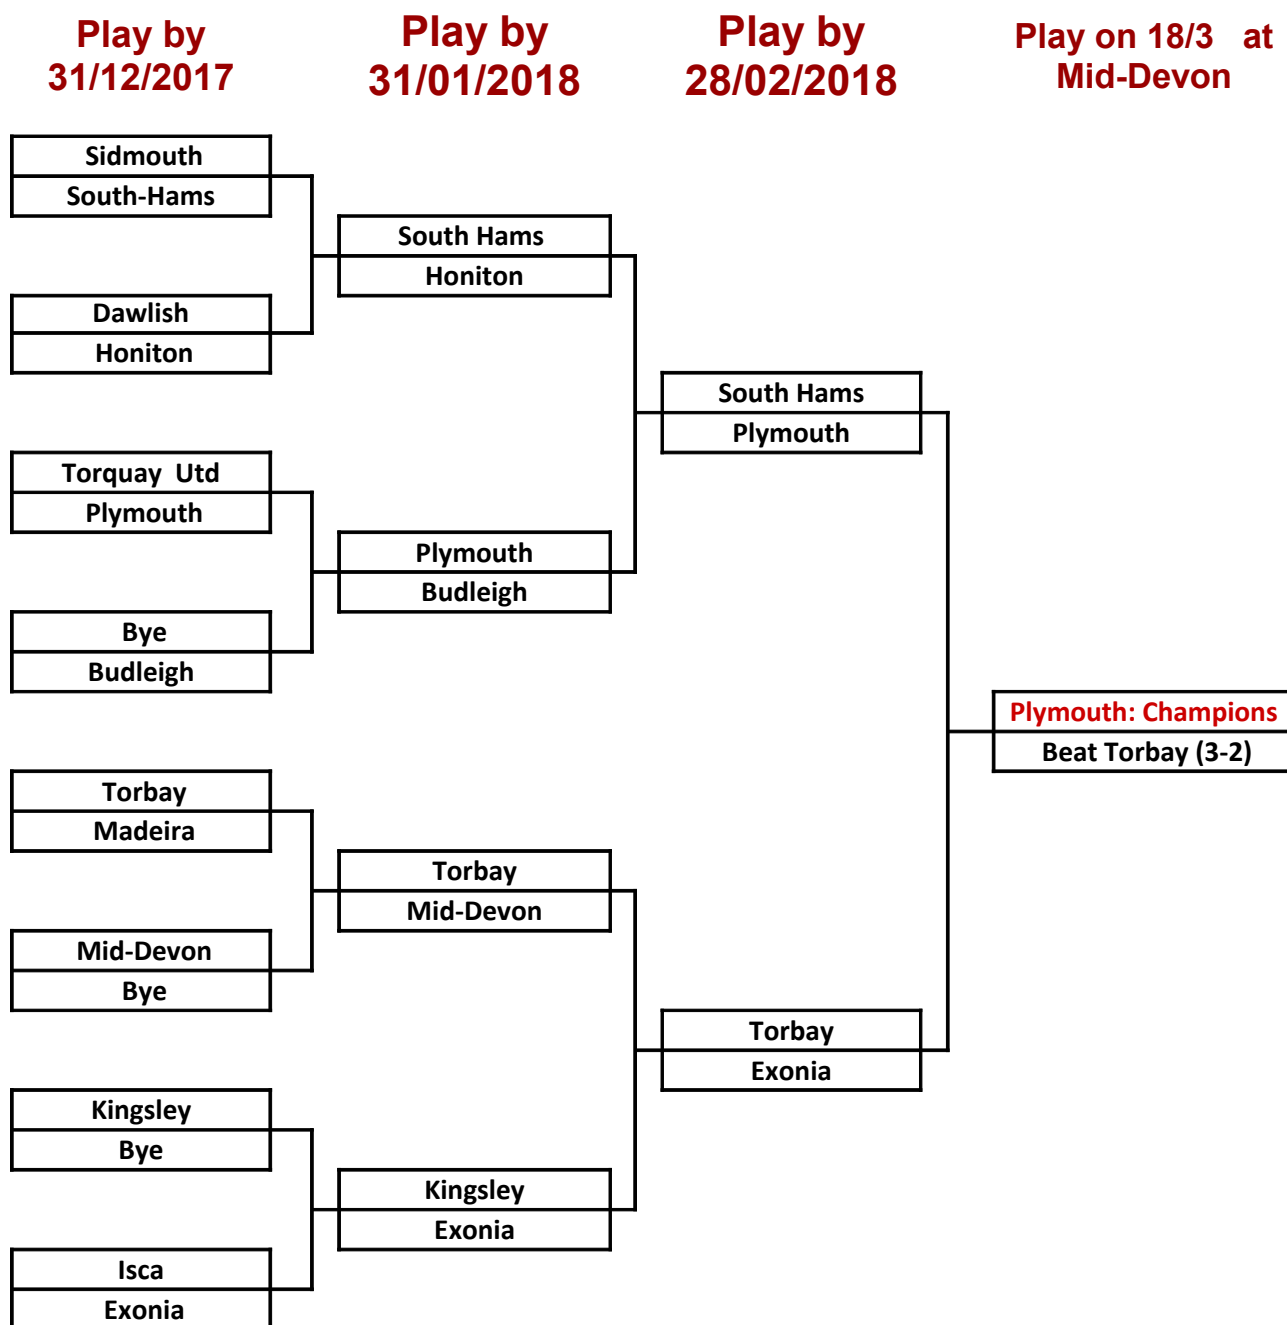 Play by
31/12/2017
Play by
31/01/2018
Play by
28/02/2018
Play on 18/3 at
Mid-Devon
Sidmouth
South-Hams
Dawlish
Honiton
Torquay Utd
Plymouth
Bye
Budleigh
Torbay
Madeira
Mid-Devon
Bye
Kingsley
Bye
Isca
Exonia
South Hams
Honiton
Plymouth
Budleigh
Torbay
Mid-Devon
Kingsley
Exonia
South Hams
Plymouth
Torbay
Exonia
Plymouth: Champions
Beat Torbay (3-2)